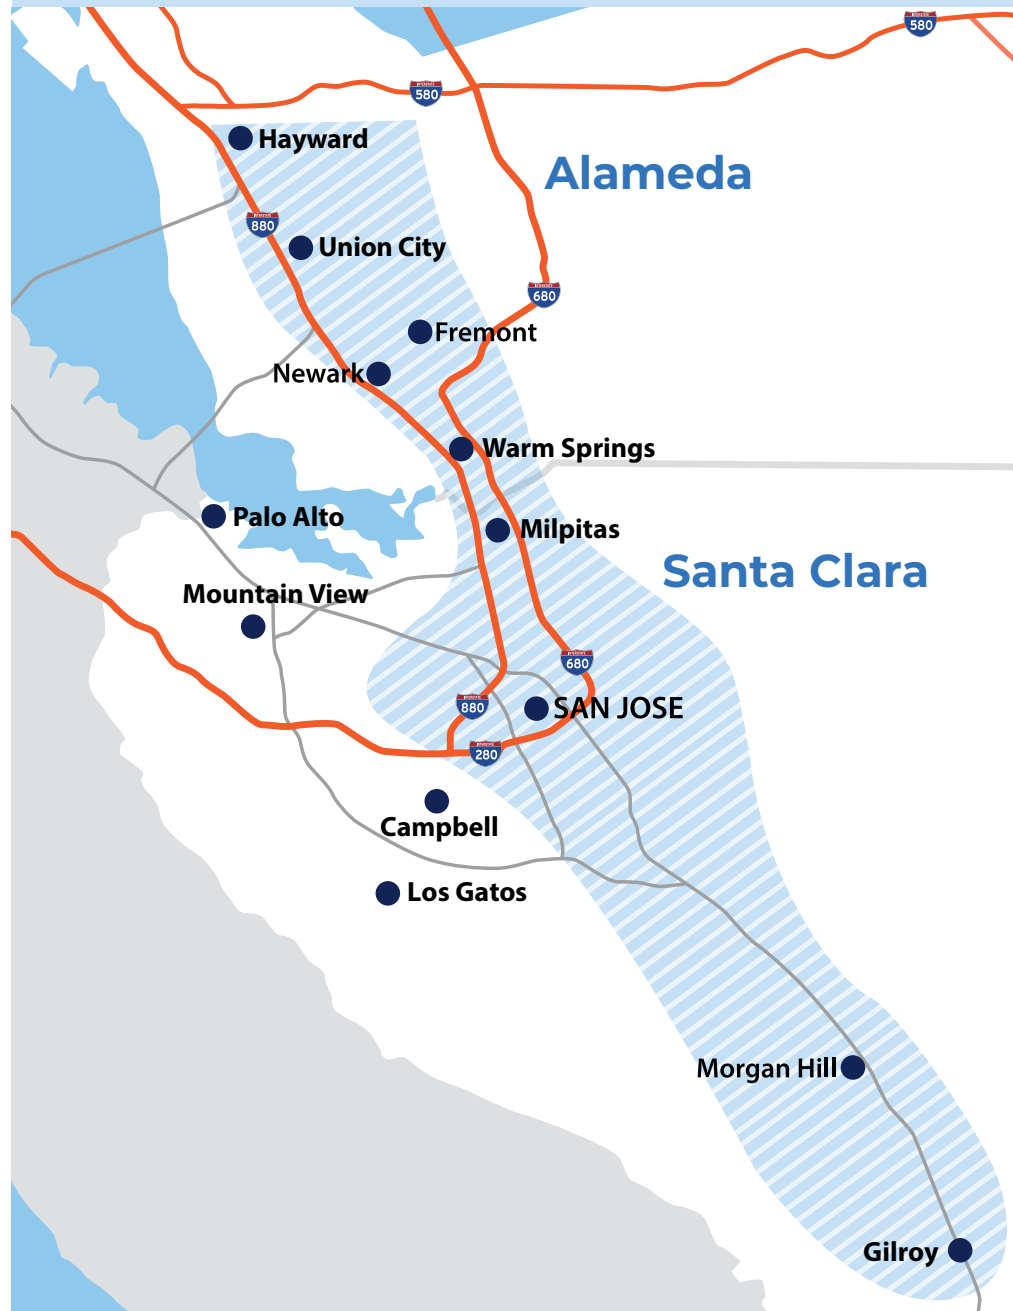 580
580
Hayward
Alameda
880
Union City
680
Fremont
Newark
Warm Springs
Palo Alto
Milpitas
Santa Clara
Mountain View
680
880
SAN JOSE
280
Campbell
Los Gatos
Morgan Hill
Gilroy